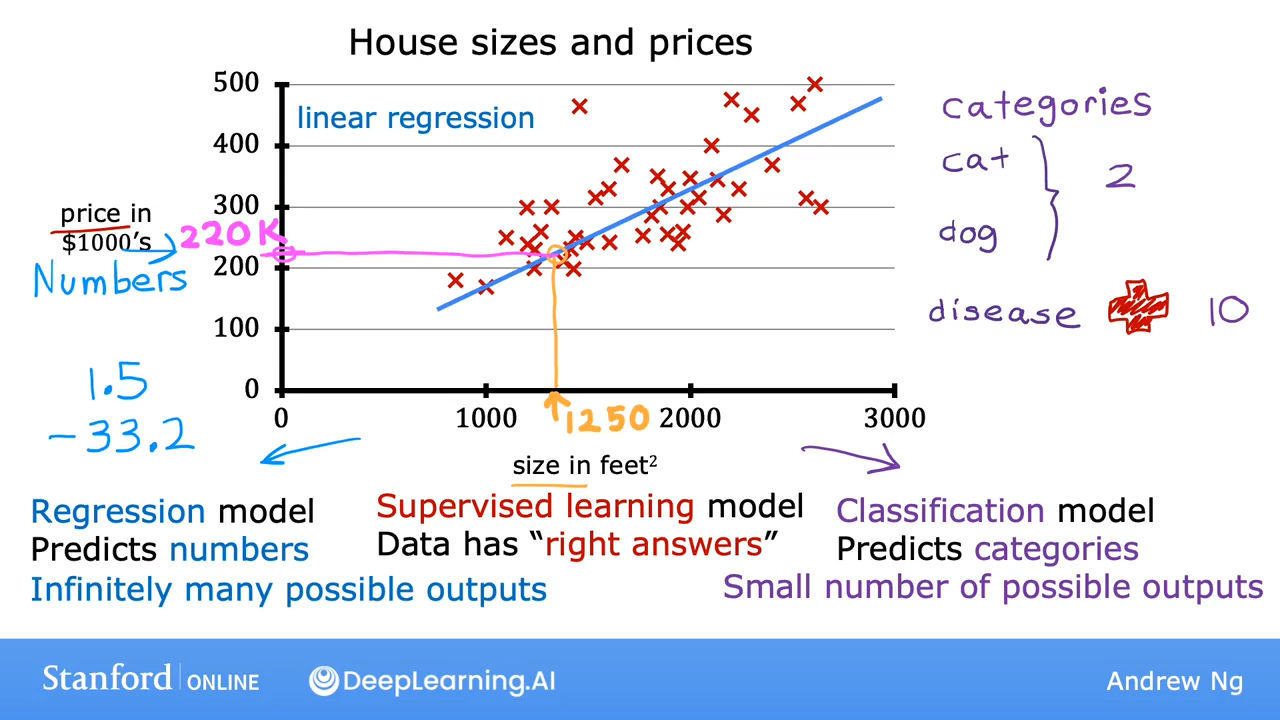 House sizes and prices
500
400
300
200
100
0
linear regression
price in
$1000's
220K
Numbers
1.5
-33.2
0
1000
1250
2000
3000
size in feet²
categories
cat
dog
2
disease
10
Regression model
Predicts numbers
Infinitely many possible outputs
Supervised learning model
Data has “right answers”
Classification model
Predicts categories
Small number of possible outputs
Stanford | ONLINE
DeepLearning.AI
Andrew Ng